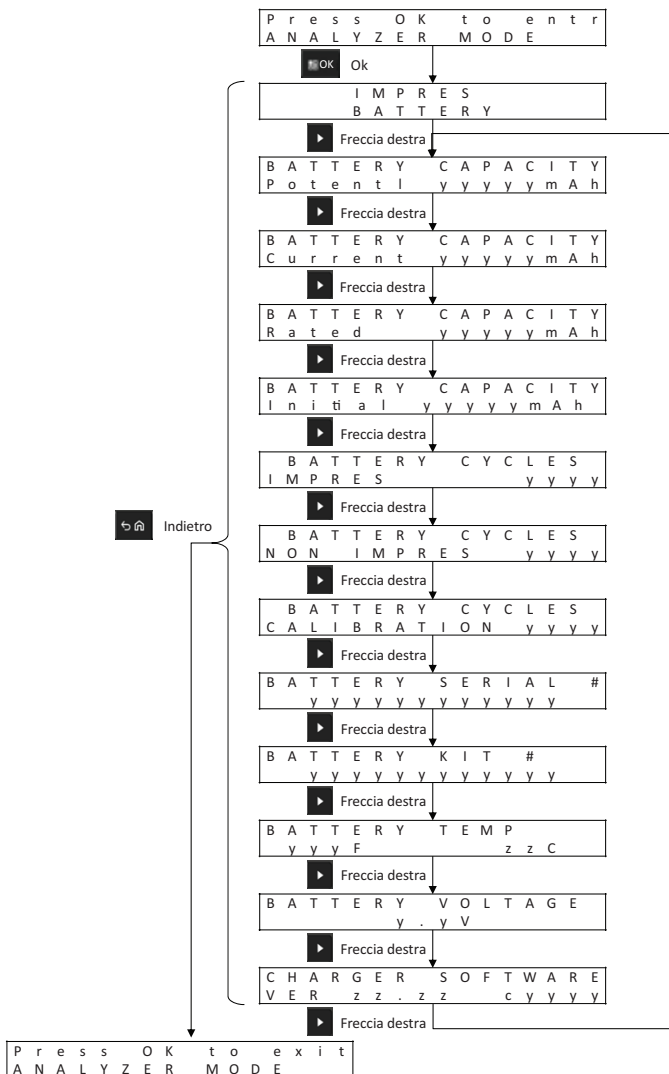 Press OK to entr
ANALYZER MODE
OK Ok
IMPRES
BATTERY
Freccia destra
BATTERY CAPACITY
Potentl yyyyymAh
Freccia destra
BATTERY CAPACITY
Current yyyyymAh
Freccia destra
BATTERY CAPACITY
Rated yyyyymAh
Freccia destra
BATTERY CAPACITY
Initial yyyyymAh
Freccia destra
BATTERY CYCLES
IMPRES yyyy
Freccia destra
Indietro
BATTERY CYCLES
NON IMPRES yyyy
Freccia destra
BATTERY CYCLES
CALIBRATION yyyy
Freccia destra
BATTERY SERIAL #
yyyyyyyyyyyy
Freccia destra
BATTERY KIT #
yyyyyyyyyyyy
Freccia destra
BATTERY TEMP
yyyF zzC
Freccia destra
BATTERY VOLTAGE
y.yV
Freccia destra
CHARGER SOFTWARE
VER zz.zz cyyyy
Freccia destra
Press OK to exit
ANALYZER MODE